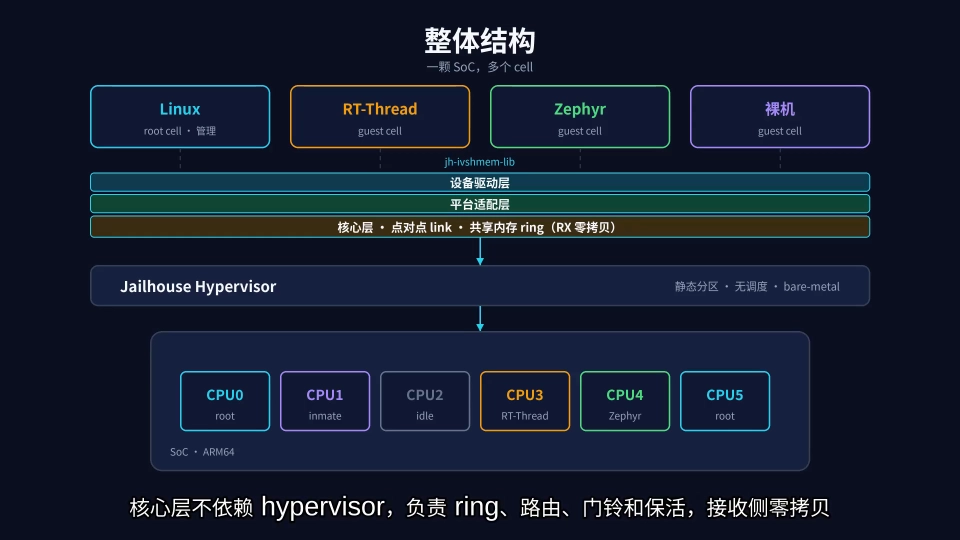 整体结构
一颗 SoC，多个 cell
Linux
root cell · 管理
RT-Thread
guest cell
Zephyr
guest cell
裸机
guest cell
jh-ivshmem-lib
设备驱动层
平台适配层
核心层 · 点对点 link · 共享内存 ring（RX 零拷贝）
Jailhouse Hypervisor
静态分区 · 无调度 · bare-metal
CPU0
root
CPU1
inmate
CPU2
idle
CPU3
RT-Thread
CPU4
Zephyr
CPU5
root
SoC · ARM64
核心层不依赖 hypervisor，负责 ring、路由、门铃和保活，接收侧零拷贝